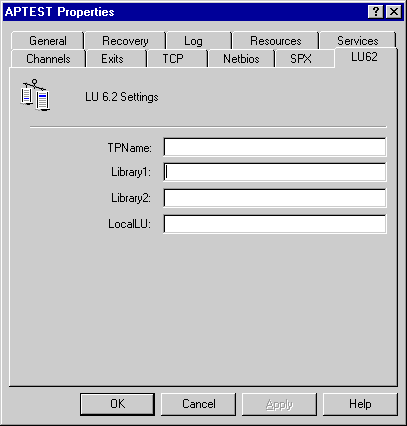 APTEST Properties
General Recovery Log Resources Services
Channels Exits TCP Netbios SPX LU62
LU 6.2 Settings
TPName:
Library1:
Library2:
LocalLU:
OK Cancel Apply Help